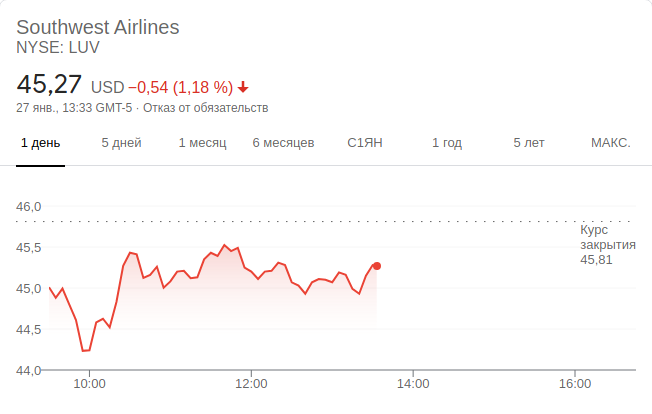 Southwest Airlines
NYSE: LUV
45,27 USD −0,54 (1,18 %)
27 янв., 13:33 GMT-5 · Отказ от обязательств
1 день 5 дней 1 месяц 6 месяцев С1ЯН 1 год 5 лет МАКС.
46,0
Курс
закрытия
45,81
45,5
45,0
44,5
44,0
10:00 12:00 14:00 16:00